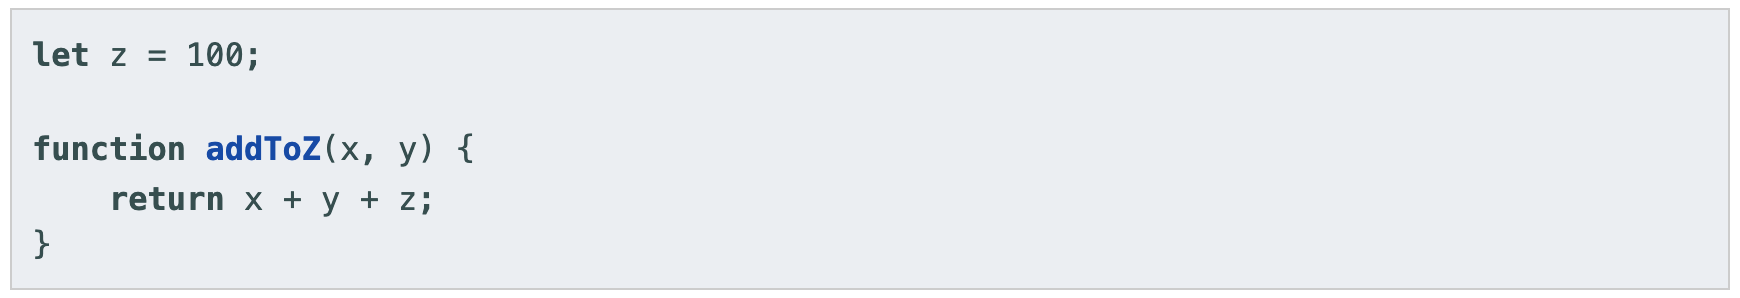 let z = 100;

function addToZ(x, y) {
    return x + y + z;
}